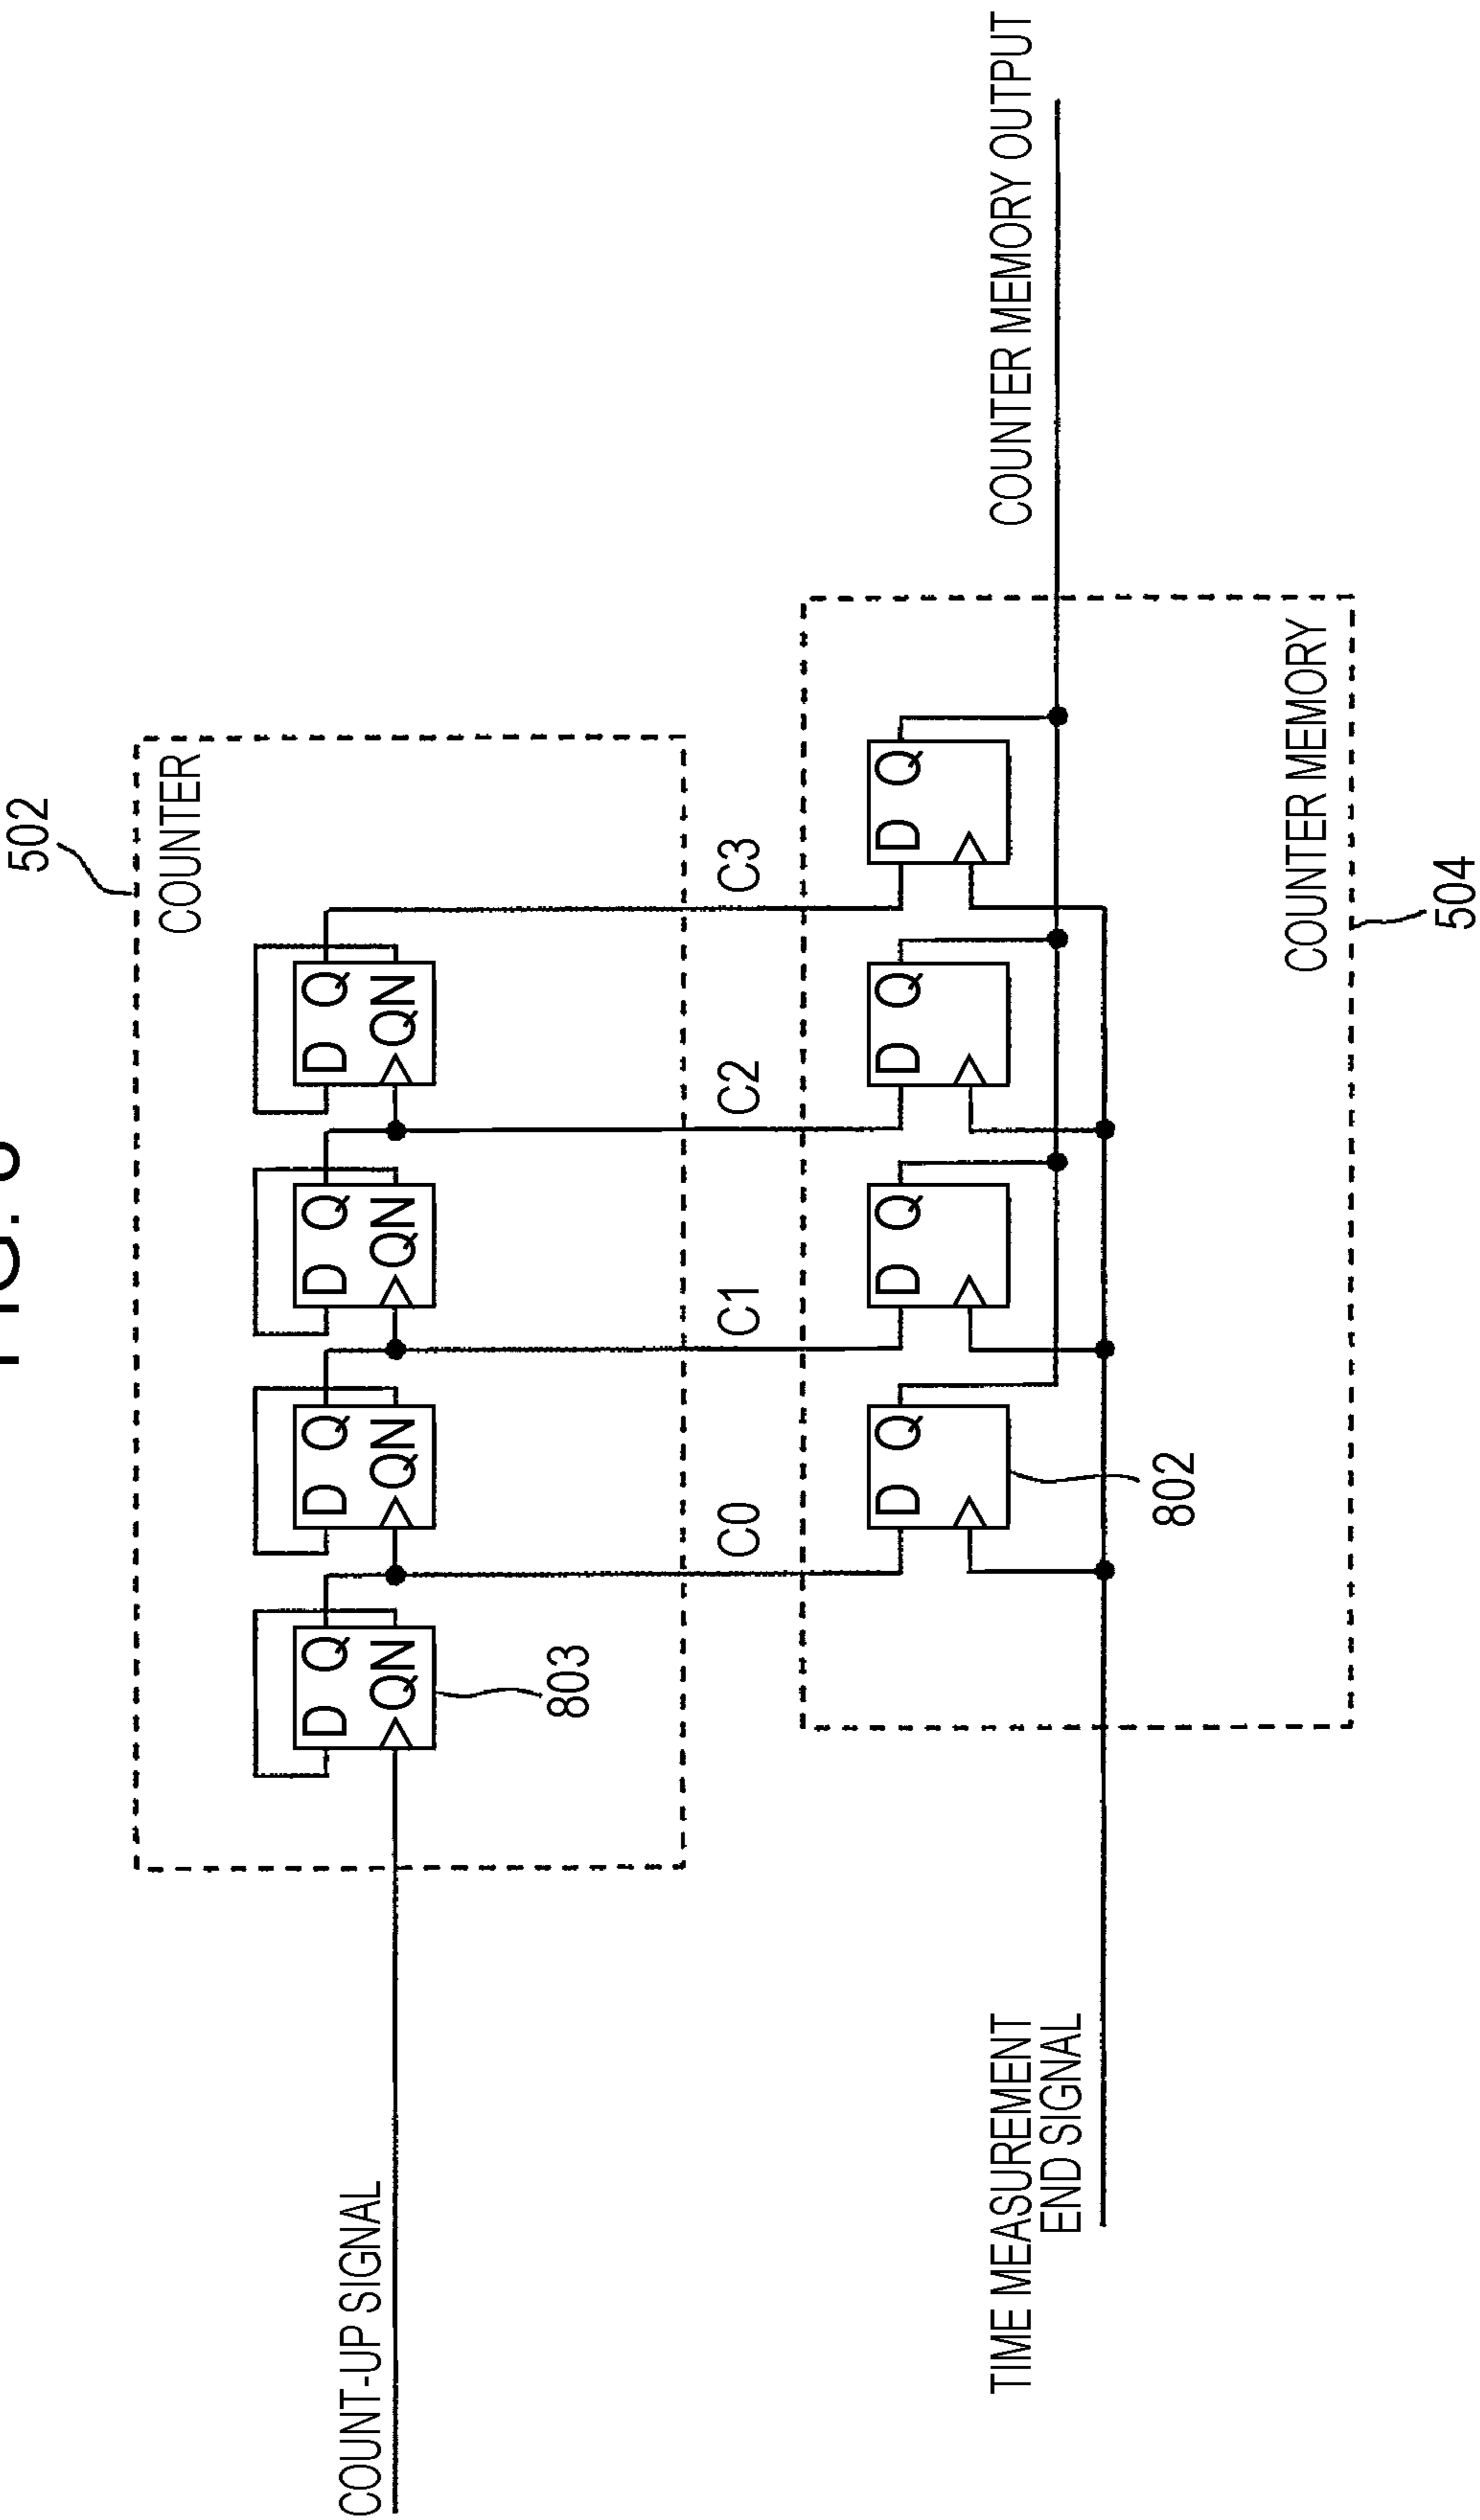 FIG.
502
COUNTER
D Q
QN
D Q
QN
D Q
QN
D Q
QN
COUNT-UP SIGNAL
803
C0
C1
C2
C3
D Q
D Q
D Q
D Q
TIME MEASUREMENT
END SIGNAL
COUNTER MEMORY OUTPUT
802
COUNTER MEMORY
504